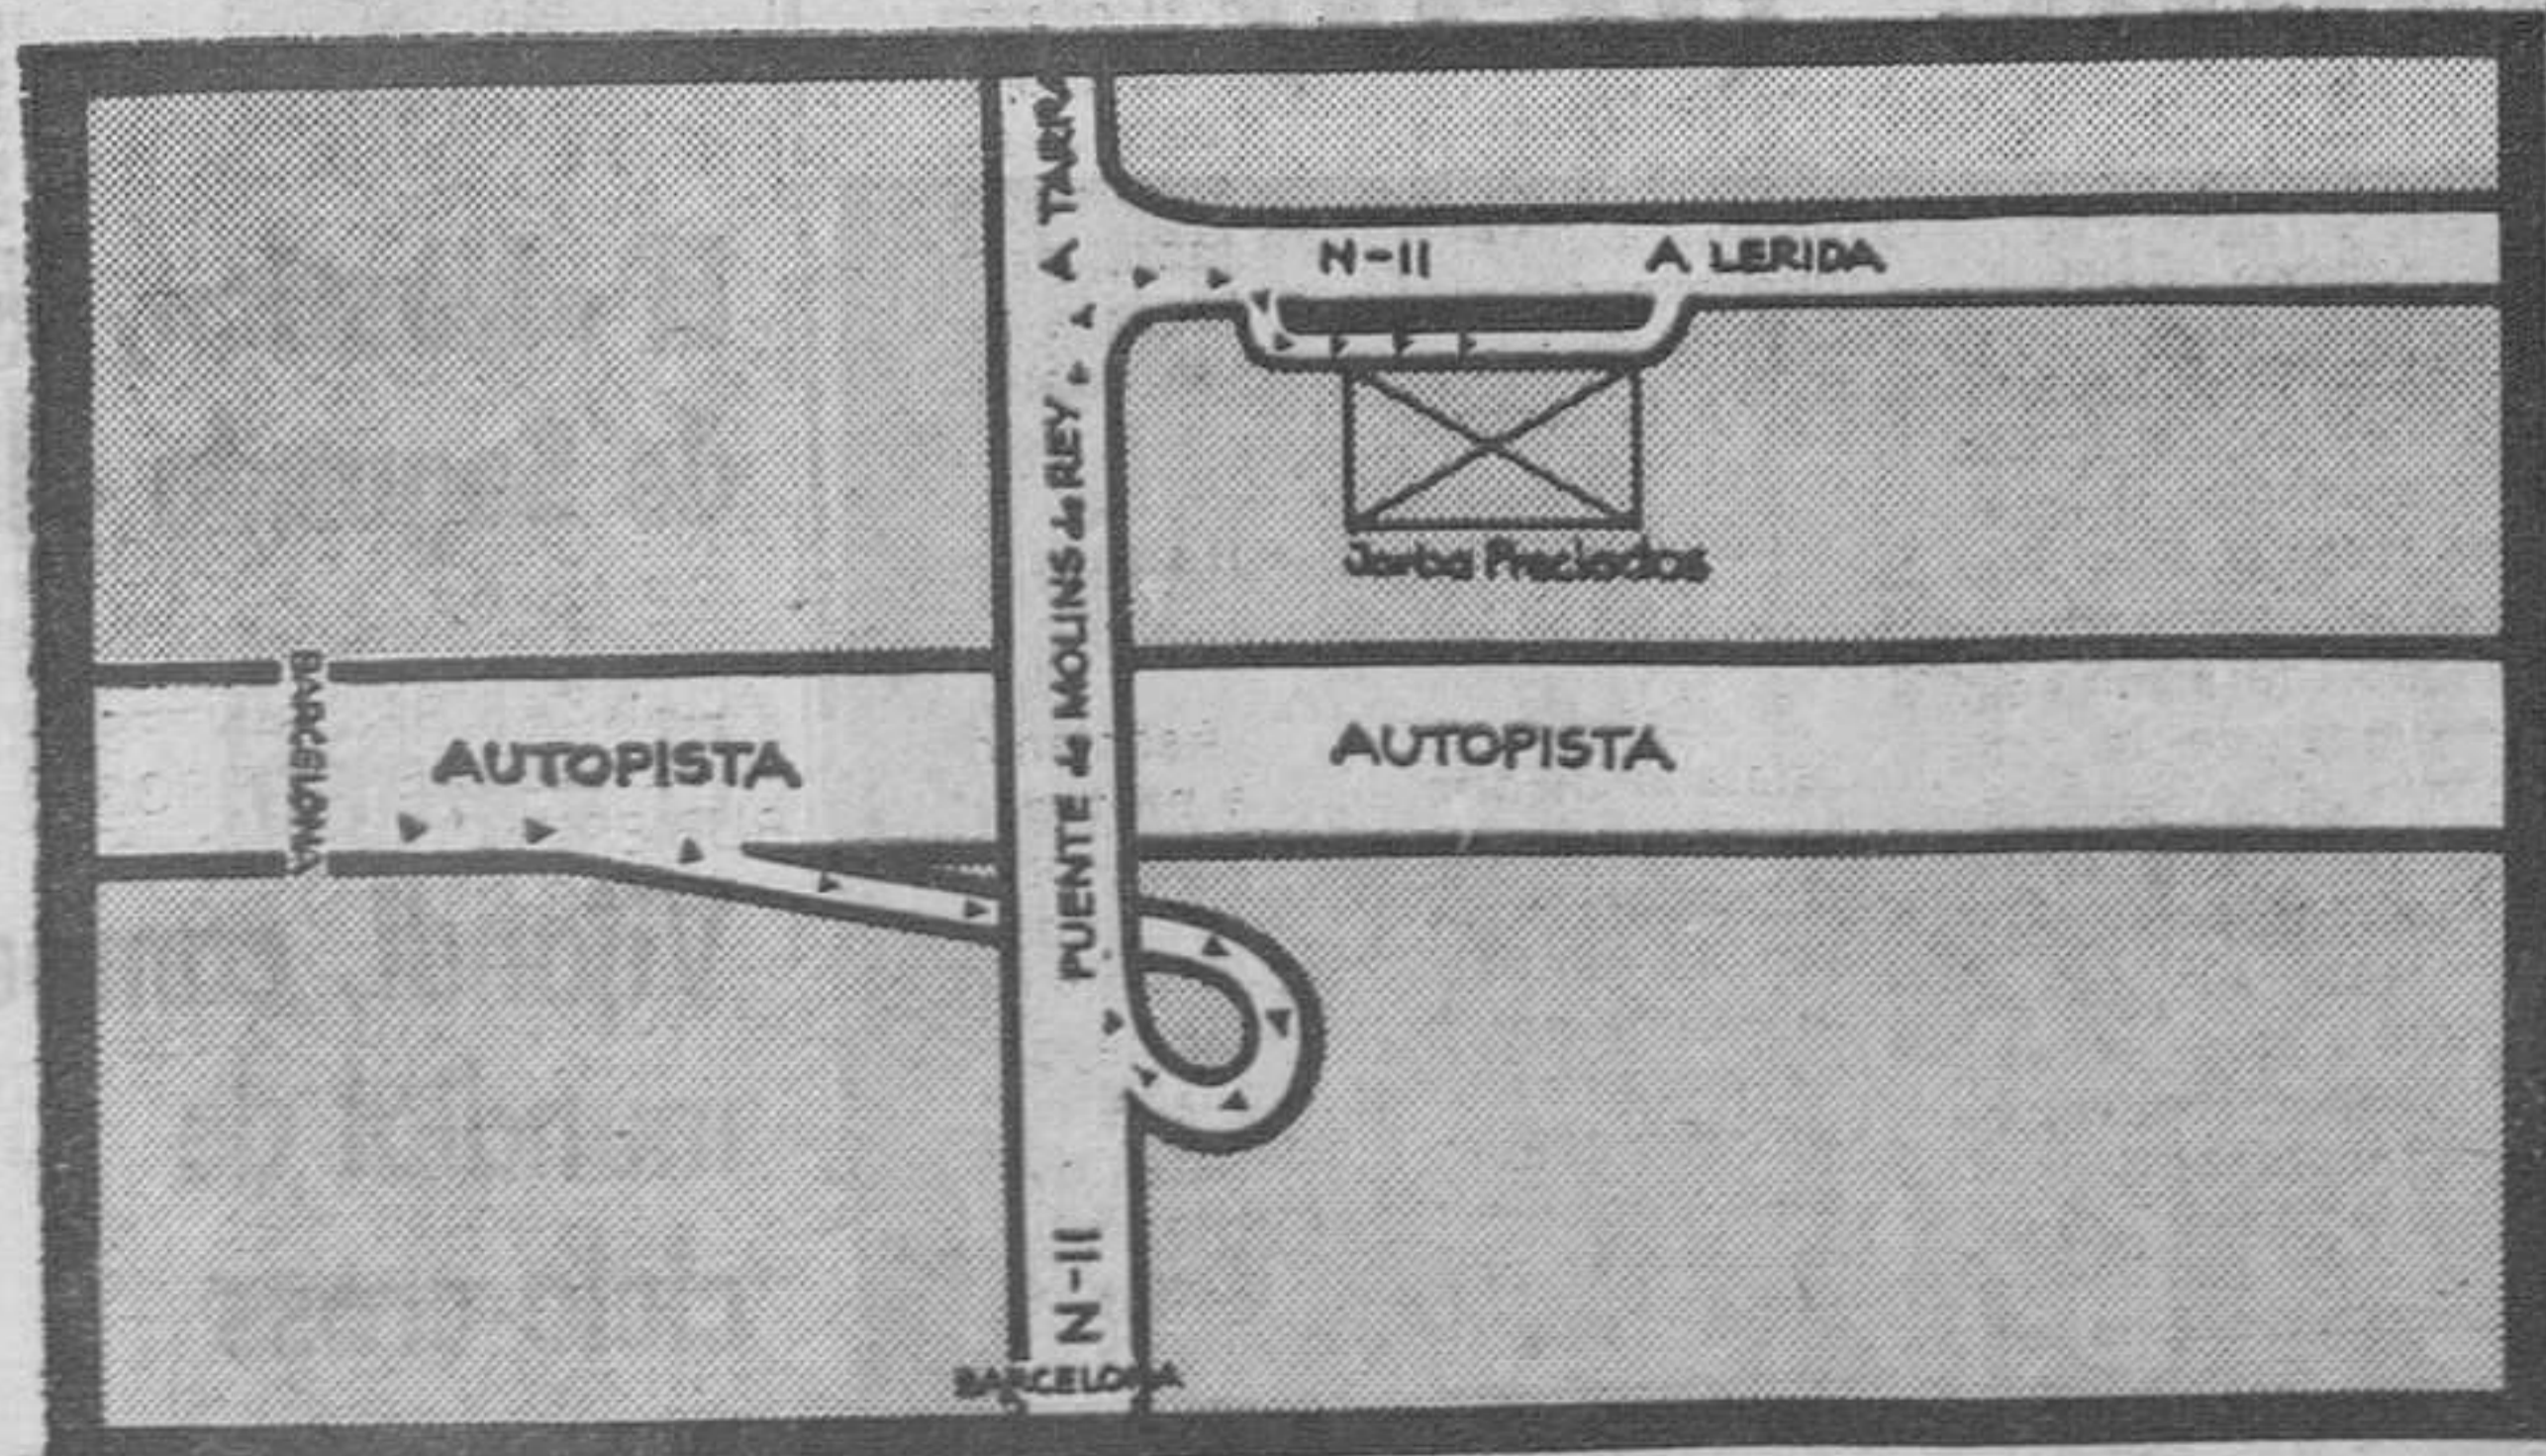 A TARRA
N-II
A LERIDA
PUENTE de MOLINS de REY
Jorba Preciados
BARCELONA
AUTOPISTA
AUTOPISTA
N-II
BARCELONA